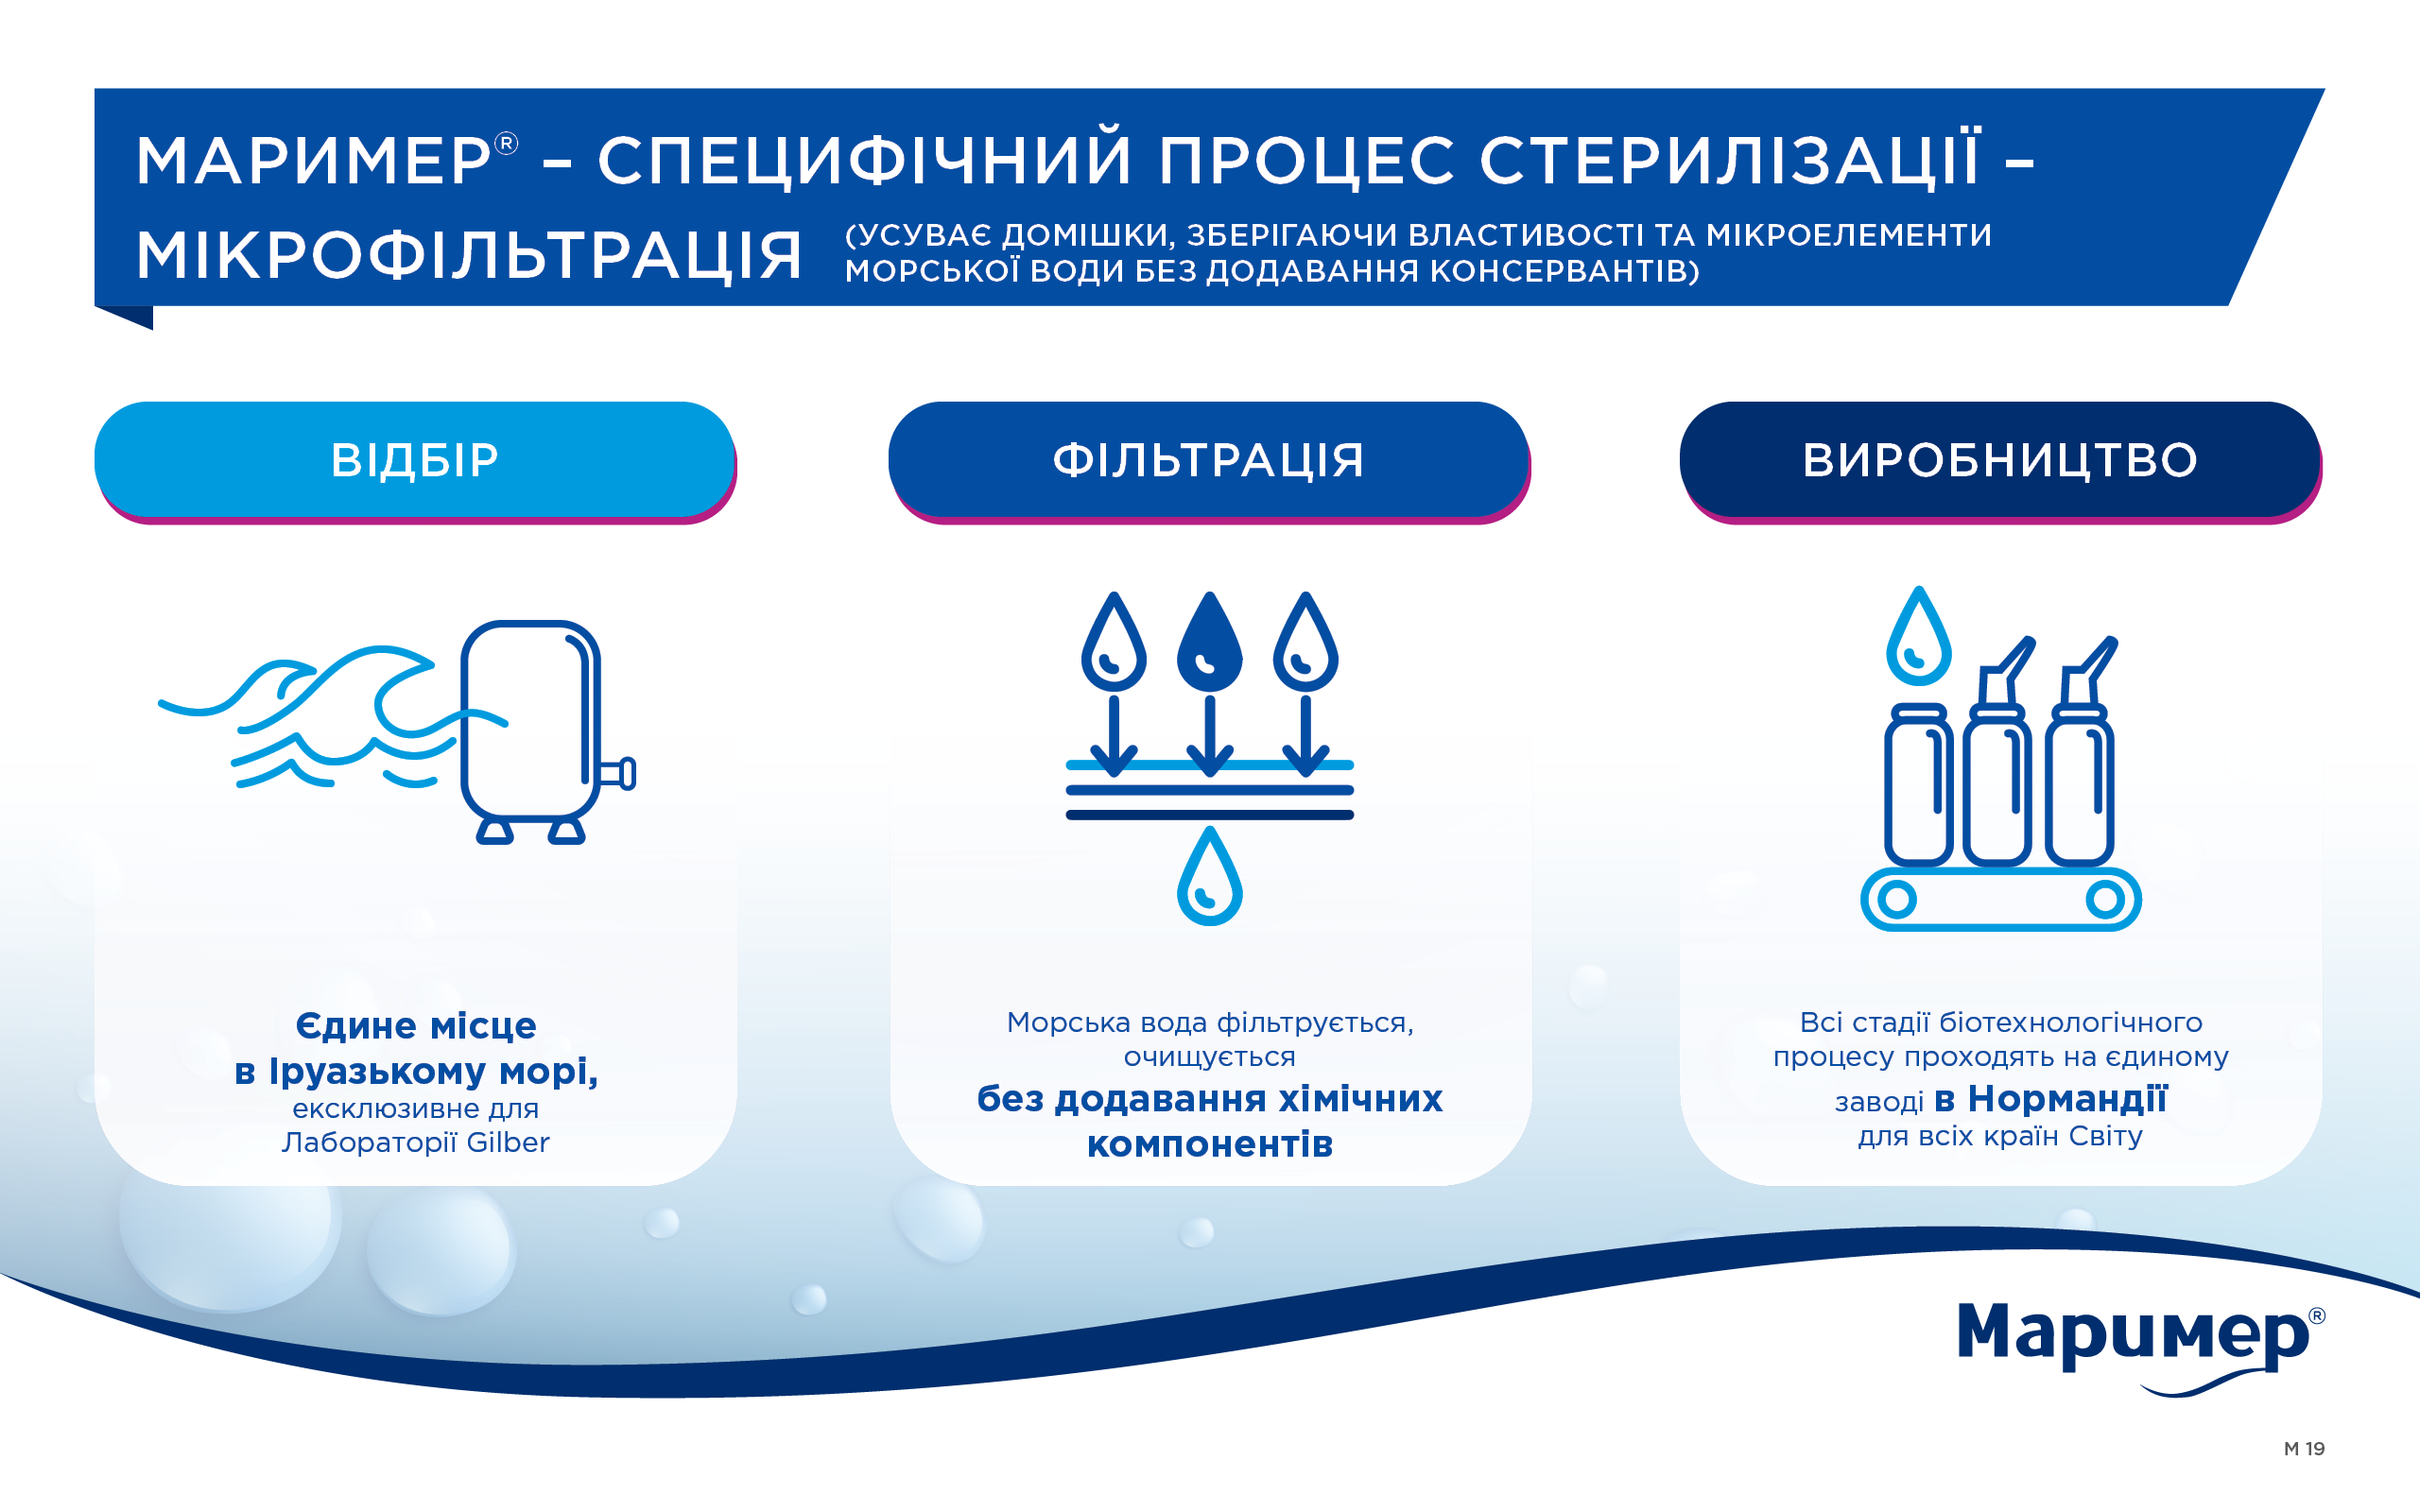 МАРИМЕР® – СПЕЦИФІЧНИЙ ПРОЦЕС СТЕРИЛІЗАЦІЇ –
МІКРОФІЛЬТРАЦІЯ
(УСУВАЄ ДОМІШКИ, ЗБЕРІГАЮЧИ ВЛАСТИВОСТІ ТА МІКРОЕЛЕМЕНТИ
МОРСЬКОЇ ВОДИ БЕЗ ДОДАВАННЯ КОНСЕРВАНТІВ)
ВІДБІР
Єдине місце
в Іруазькому морі,
ексклюзивне для
Лабораторії Gilber
ФІЛЬТРАЦІЯ
Морська вода фільтрується,
очищується
без додавання хімічних
компонентів
ВИРОБНИЦТВО
Всі стадії біотехнологічного
процесу проходять на єдиному
заводі в Нормандії
для всіх країн Світу
Маример®
М 19